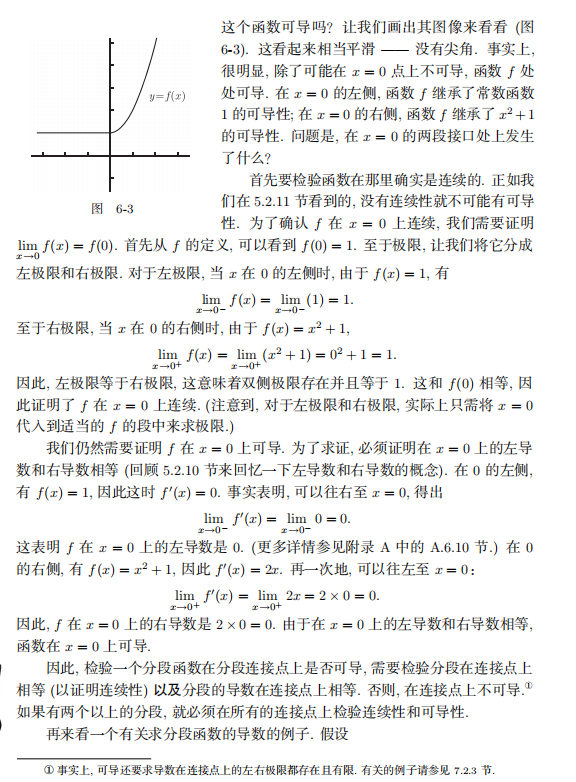 这个函数可导吗? 让我们画出其图像来看看 (图
6-3). 这看起来相当平滑 —— 没有尖角. 事实上,
很明显, 除了可能在 x = 0 点上不可导, 函数 f 处
处可导. 在 x = 0 的左侧, 函数 f 继承了常数函数
1 的可导性; 在 x = 0 的右侧, 函数 f 继承了 x² + 1
的可导性. 问题是, 在 x = 0 的两段接口处上发生
了什么?
y = f(x)
图 6-3
首先要检验函数在那里确实是连续的. 正如我
们在 5.2.11 节看到的, 没有连续性就不可能有可导
性. 为了确认 f 在 x = 0 上连续, 我们需要证明
lim x→0 f(x) = f(0). 首先从 f 的定义, 可以看到 f(0) = 1. 至于极限, 让我们将它分成
左极限和右极限. 对于左极限, 当 x 在 0 的左侧时, 由于 f(x) = 1, 有
lim x→0⁻ f(x) = lim x→0⁻ (1) = 1.
至于右极限, 当 x 在 0 的右侧时, 由于 f(x) = x² + 1,
lim x→0⁺ f(x) = lim x→0⁺ (x² + 1) = 0² + 1 = 1.
因此, 左极限等于右极限, 这意味着双侧极限存在并且等于 1. 这和 f(0) 相等, 因
此证明了 f 在 x = 0 上连续. (注意到, 对于左极限和右极限, 实际上只需将 x = 0
代入到适当的 f 的段中来求极限.)
我们仍然需要证明 f 在 x = 0 上可导. 为了求证, 必须证明在 x = 0 上的左导
数和右导数相等 (回顾 5.2.10 节来回忆一下左导数和右导数的概念). 在 0 的左侧,
有 f(x) = 1, 因此这时 f′(x) = 0. 事实表明, 可以往右至 x = 0, 得出
lim x→0⁻ f′(x) = lim x→0⁻ 0 = 0.
这表明 f 在 x = 0 上的左导数是 0. (更多详情参见附录 A 中的 A.6.10 节.) 在 0
的右侧, 有 f(x) = x² + 1, 因此 f′(x) = 2x. 再一次地, 可以往左至 x = 0:
lim x→0⁺ f′(x) = lim x→0⁺ 2x = 2 × 0 = 0.
因此, f 在 x = 0 上的右导数是 2 × 0 = 0. 由于在 x = 0 上的左导数和右导数相等,
函数在 x = 0 上可导.
因此, 检验一个分段函数在分段连接点上是否可导, 需要检验分段在连接点上
相等 (以证明连续性) 以及分段的导数在连接点上相等. 否则, 在连接点上不可导.①
如果有两个以上的分段, 就必须在所有的连接点上检验连续性和可导性.
再来看一个有关求分段函数的导数的例子. 假设
① 事实上, 可导还要求导数在连接点上的左右极限都存在且有限. 有关的例子请参见 7.2.3 节.